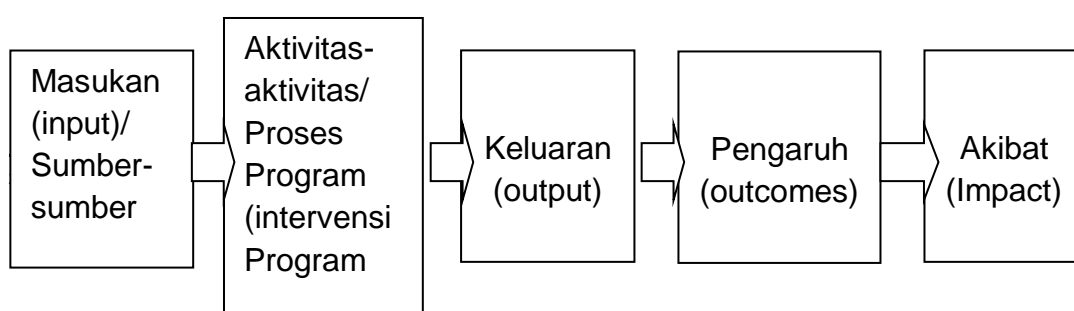 Masukan
(input)/
Sumber-
sumber
Aktivitas-
aktivitas/
Proses
Program
(intervensi
Program
Keluaran
(output)
Pengaruh
(outcomes)
Akibat
(Impact)